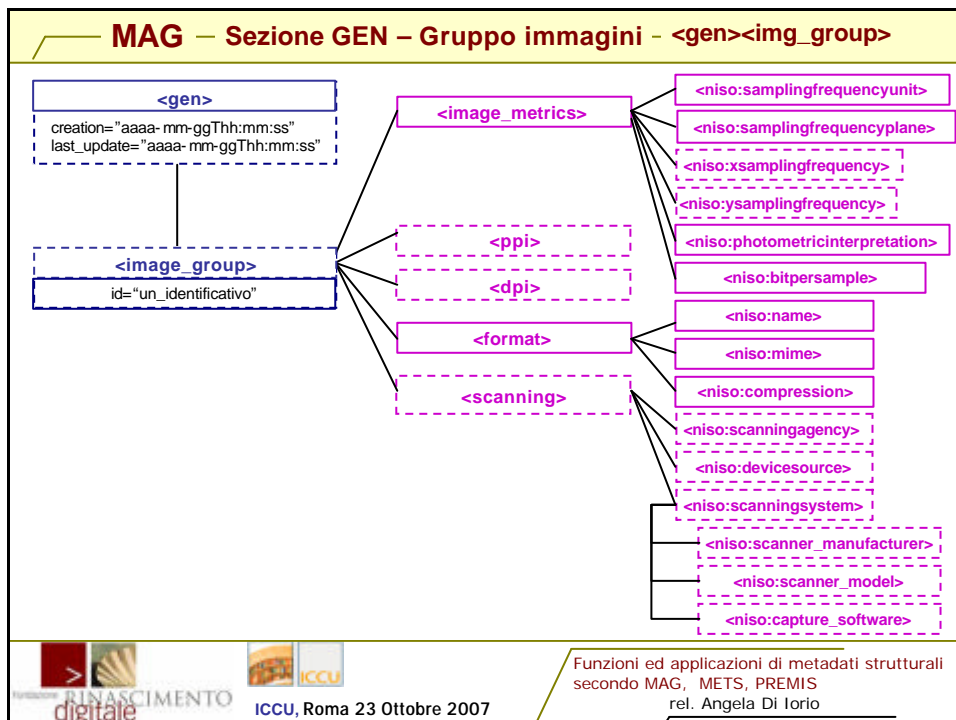 MAG – Sezione GEN – Gruppo immagini - <gen><img_group>
<gen>
creation="aaaa-mm-ggThh:mm:ss"
last_update="aaaa-mm-ggThh:mm:ss"
<image_group>
id="un_identificativo"
<image_metrics>
<ppi>
<dpi>
<format>
<scanning>
<niso:samplingfrequencyunit>
<niso:samplingfrequencyplane>
<niso:xsamplingfrequency>
<niso:ysamplingfrequency>
<niso:photometricinterpretation>
<niso:bitpersample>
<niso:name>
<niso:mime>
<niso:compression>
<niso:scanningagency>
<niso:devicesource>
<niso:scanningsystem>
<niso:scanner_manufacturer>
<niso:scanner_model>
<niso:capture_software>
Fondazione RINASCIMENTO
digitale
ICCU
ICCU, Roma 23 Ottobre 2007
Funzioni ed applicazioni di metadati strutturali
secondo MAG, METS, PREMIS
rel. Angela Di Iorio